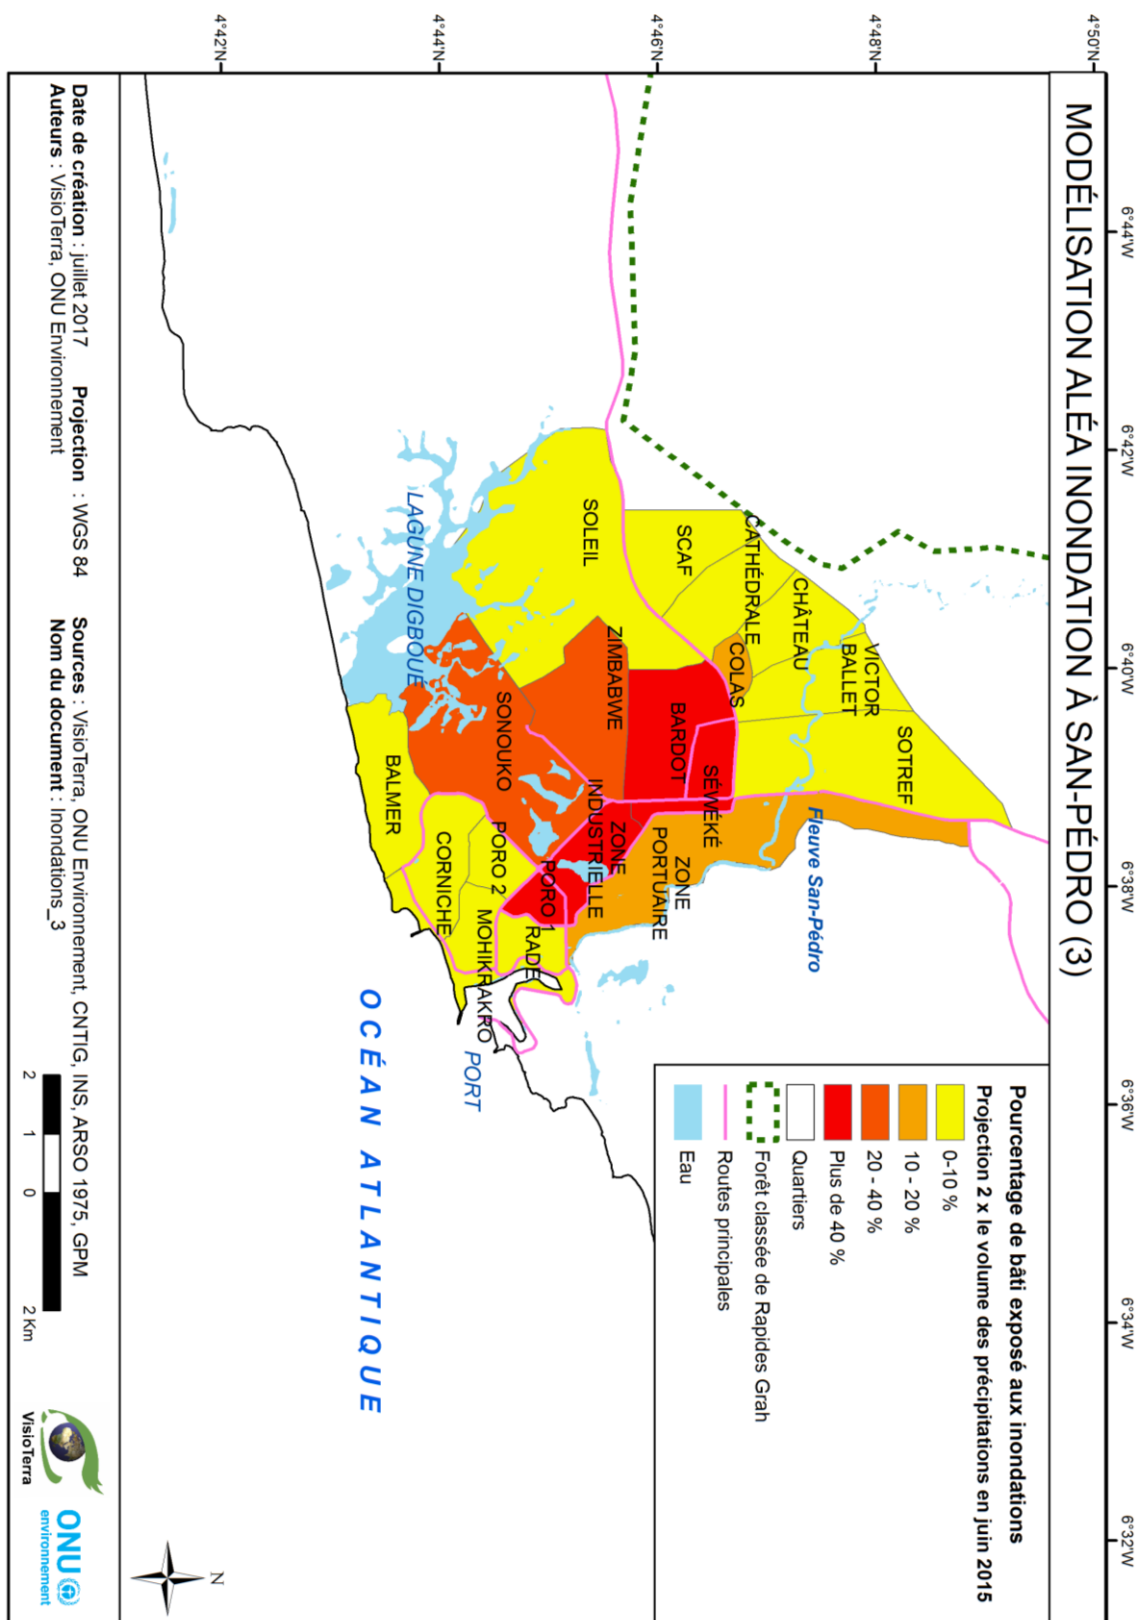 MODÉLISATION ALÉA INONDATION À SAN-PÉDRO (3)
6°44'W
6°42'W
6°40'W
6°38'W
6°36'W
6°34'W
6°32'W
4°50'N
4°48'N
4°46'N
4°44'N
4°42'N
Pourcentage de bâti exposé aux inondations
Projection 2 x le volume des précipitations en juin 2015
0-10 %
10 - 20 %
20 - 40 %
Plus de 40 %
Quartiers
Forêt classée de Rapides Grah
Routes principales
Eau
VICTOR
BALLET
SOTREF
CHÂTEAU
CATHÉDRALE
COLAS
SCAF
SOLEIL
Fleuve San-Pédro
SÉWÉKÉ
BARDOT
ZIMBABWE
ZONE
PORTUAIRE
ZONE
INDUSTRIELLE
SONOUKO
PORO 1
PORO 2
RADE
MOHIKRAKRO
CORNICHE
BALMER
LAGUNE DIGBOUÉ
PORT
OCÉAN ATLANTIQUE
Date de création : juillet 2017 Projection : WGS 84 Sources : VisioTerra, ONU Environnement, CNTIG, INS, ARSO 1975, GPM
Auteurs : VisioTerra, ONU Environnement Nom du document : Inondations_3
2 1 0 2 Km
VisioTerra
ONU
environnement
N